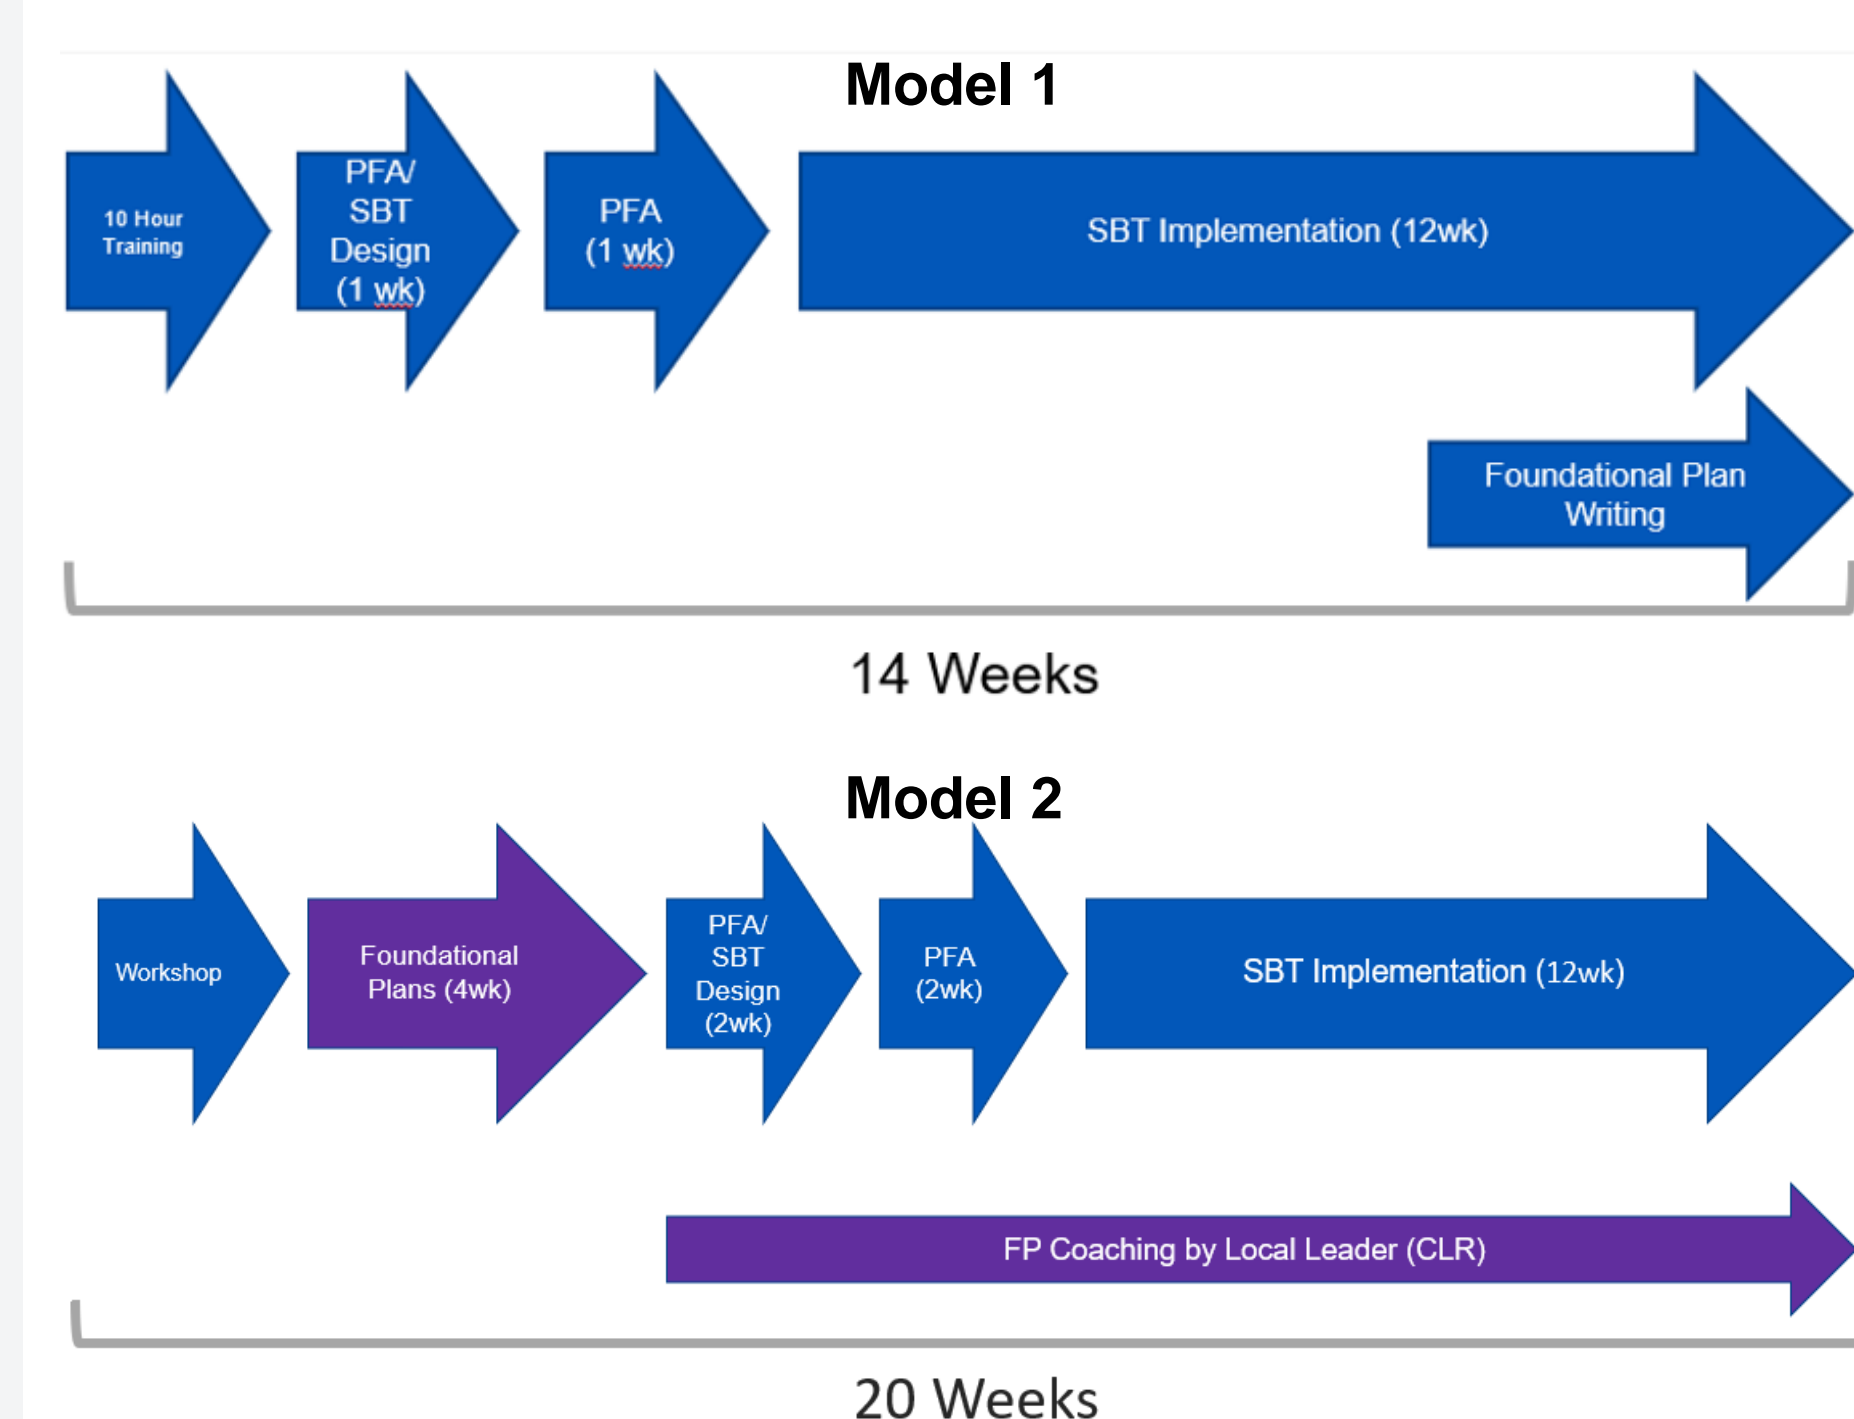 Model 1
10 Hour
Training
PFA/
SBT
Design
(1 wk)
PFA
(1 wk)
SBT Implementation (12wk)
Foundational Plan
Writing
14 Weeks
Model 2
Workshop
Foundational
Plans (4wk)
PFA/
SBT
Design
(2wk)
PFA
(2wk)
SBT Implementation (12wk)
FP Coaching by Local Leader (CLR)
20 Weeks